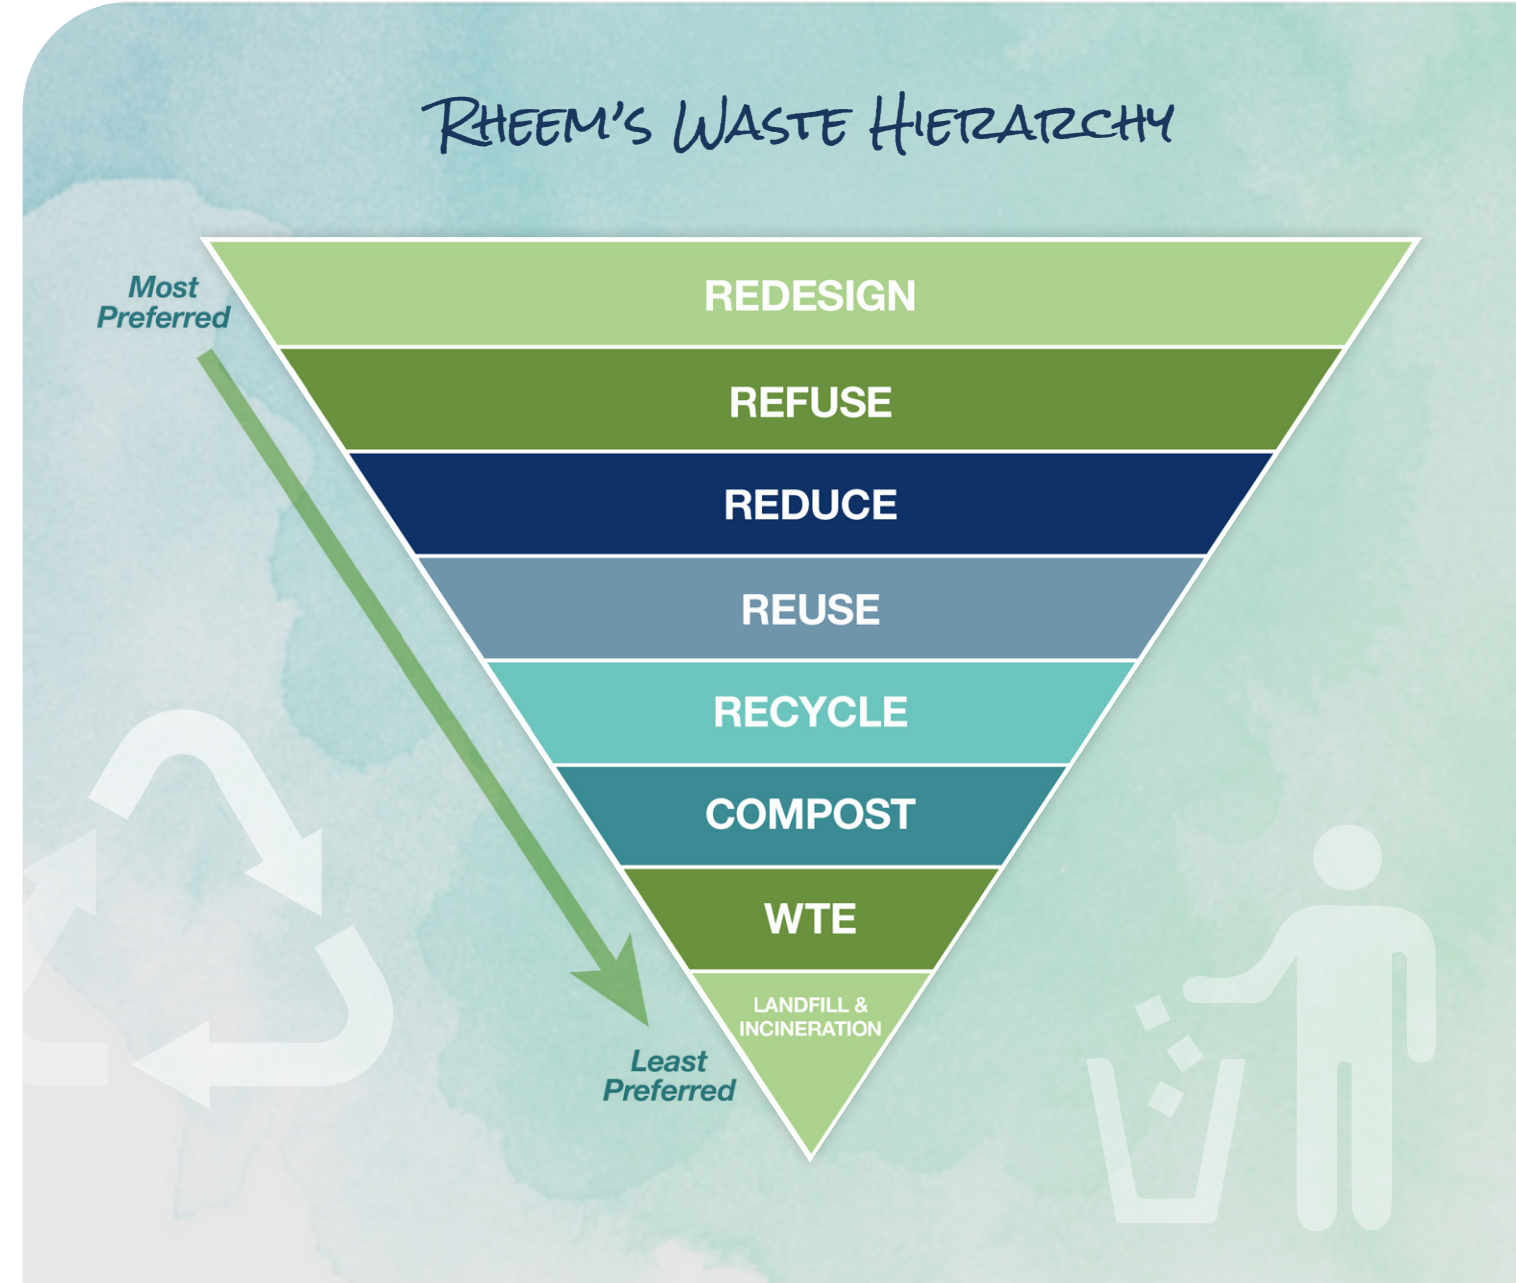 RHEEM'S WASTE HIERARCHY
Most
Preferred
REDESIGN
REFUSE
REDUCE
REUSE
RECYCLE
COMPOST
WTE
LANDFILL &
INCINERATION
Least
Preferred